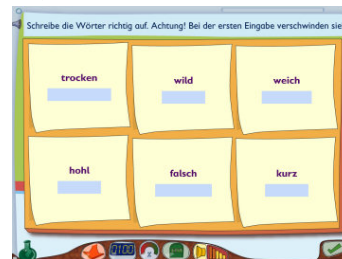 Schreibe die Wörter richtig auf. Achtung! Bei der ersten Eingabe verschwinden sie
trocken
wild
weich
hohl
falsch
kurz